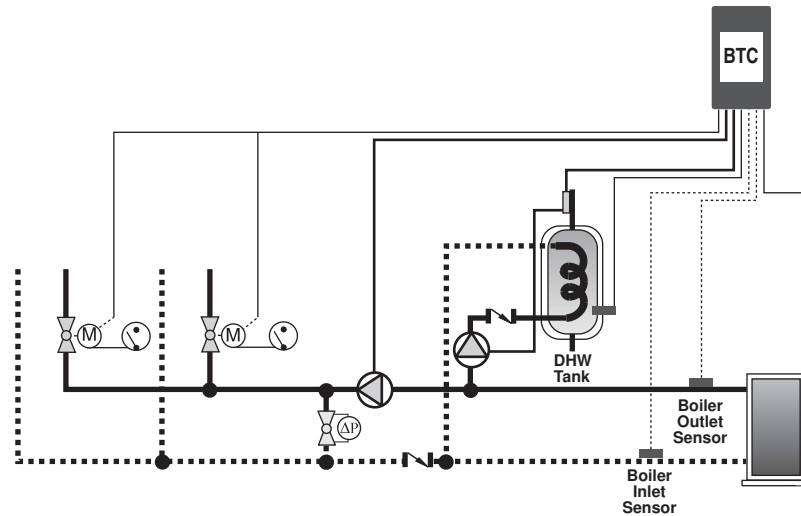 BTC
M
M
DHW
Tank
ΔP
Boiler
Outlet
Sensor
Boiler
Inlet
Sensor